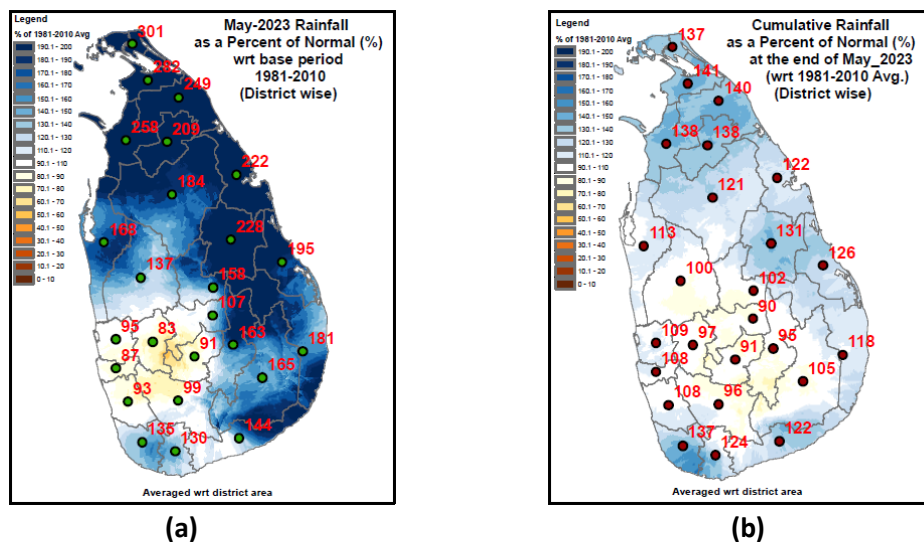 Legend
% of 1981-2010 Avg
190.1 - 200
180.1 - 190
170.1 - 180
160.1 - 170
150.1 - 160
140.1 - 150
130.1 - 140
120.1 - 130
110.1 - 120
90.1 - 110
80.1 - 90
70.1 - 80
60.1 - 70
50.1 - 60
40.1 - 50
30.1 - 40
20.1 - 30
10.1 - 20
0 - 10
May-2023 Rainfall
as a Percent of Normal (%)
wrt base period
1981-2010
(District wise)
301
282
249
258
209
222
184
168
228
195
137
158
107
95
83
91
163
181
87
165
93
99
144
135
130
Averaged wrt district area
(a)
Legend
% of 1981-2010 Avg
190.1 - 200
180.1 - 190
170.1 - 180
160.1 - 170
150.1 - 160
140.1 - 150
130.1 - 140
120.1 - 130
110.1 - 120
90.1 - 110
80.1 - 90
70.1 - 80
60.1 - 70
50.1 - 60
40.1 - 50
30.1 - 40
20.1 - 30
10.1 - 20
0 - 10
Cumulative Rainfall
as a Percent of Normal (%)
at the end of May_2023
(wrt 1981-2010 Avg.)
(District wise)
137
141
140
138
138
122
121
113
131
126
100
102
90
109
97
91
95
118
108
105
108
96
122
137
124
Averaged wrt district area
(b)